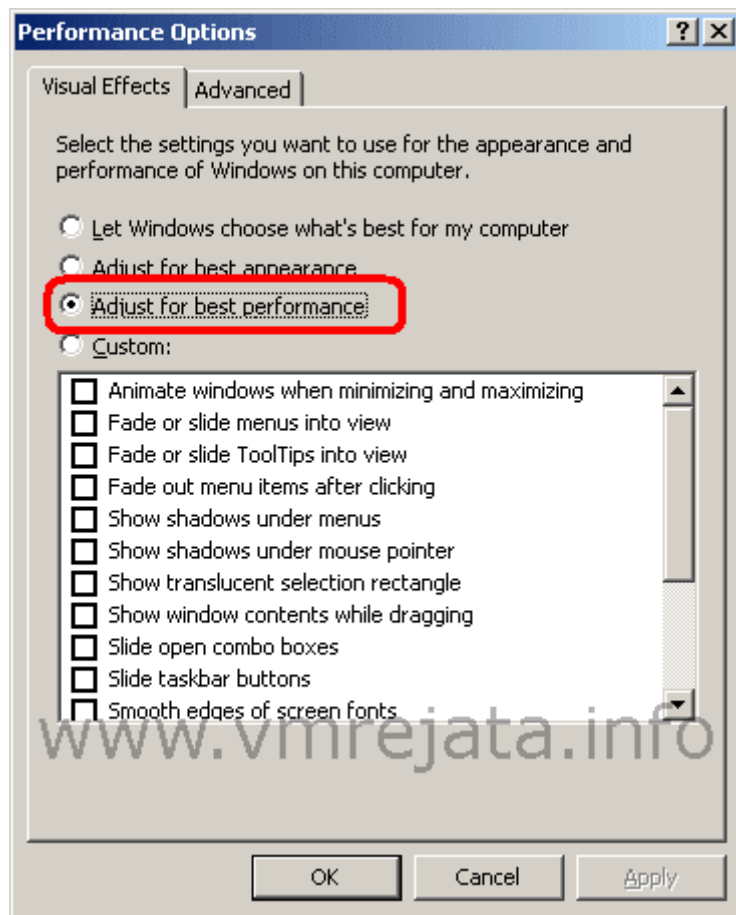 Performance Options
Visual Effects
Advanced
Select the settings you want to use for the appearance and
performance of Windows on this computer.
Let Windows choose what's best for my computer
Adjust for best appearance
Adjust for best performance
Custom:
Animate windows when minimizing and maximizing
Fade or slide menus into view
Fade or slide ToolTips into view
Fade out menu items after clicking
Show shadows under menus
Show shadows under mouse pointer
Show translucent selection rectangle
Show window contents while dragging
Slide open combo boxes
Slide taskbar buttons
Smooth edges of screen fonts
www.vmrejata.info
OK
Cancel
Apply